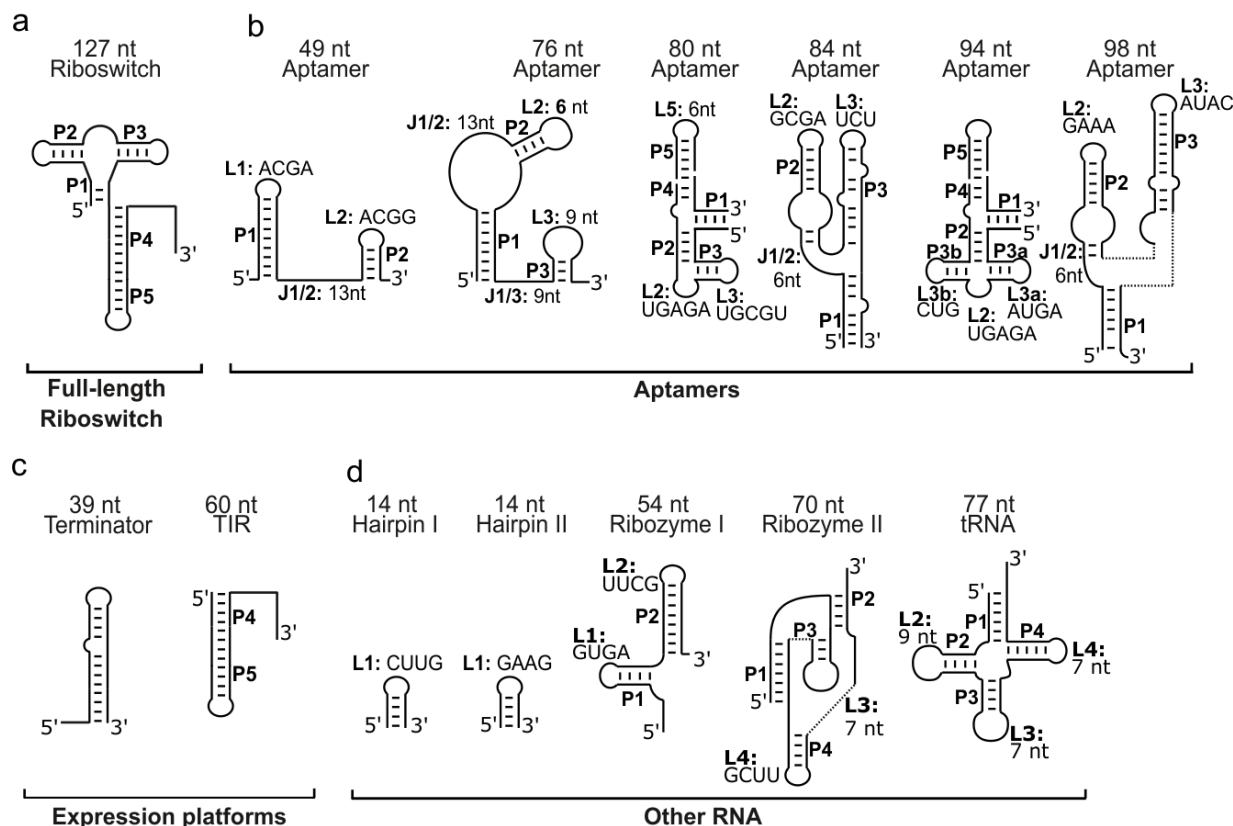 a
127 nt
Riboswitch
P2
P3
P1
5'
P4
3'
P5
Full-length
Riboswitch
b
49 nt
Aptamer
L1: ACGA
L2: ACGG
P1
P2
5'
3'
J1/2: 13nt
76 nt
Aptamer
L2: 6 nt
J1/2: 13nt
P2
L3: 9 nt
P1
P3
5'
3'
J1/3: 9nt
80 nt
Aptamer
L5: 6nt
P5
P4
P1
3'
5'
P2
P3
L2:
UGAGA
L3:
UGCGU
84 nt
Aptamer
L2:
GCGA
L3:
UCU
P2
P3
J1/2:
6nt
P1
5'
3'
94 nt
Aptamer
P5
P4
P1
3'
5'
P2
P3b
P3a
L3b:
CUG
L3a:
AUGA
L2:
UGAGA
98 nt
Aptamer
L3:
AUAC
L2:
GAAA
P3
P2
J1/2:
6nt
P1
5'
3'
Aptamers
c
39 nt
Terminator
5'
3'
60 nt
TIR
5'
P4
3'
P5
Expression platforms
d
14 nt
Hairpin I
L1: CUUG
5'
3'
14 nt
Hairpin II
L1: GAAG
5'
3'
54 nt
Ribozyme I
L2:
UUCG
P2
L1:
GUGA
3'
P1
5'
70 nt
Ribozyme II
3'
P2
P3
P1
5'
L3:
7 nt
P4
L4:
GCUU
77 nt
tRNA
3'
5'
P1
L2:
9 nt
P2
P4
L4:
7 nt
P3
L3:
7 nt
Other RNA